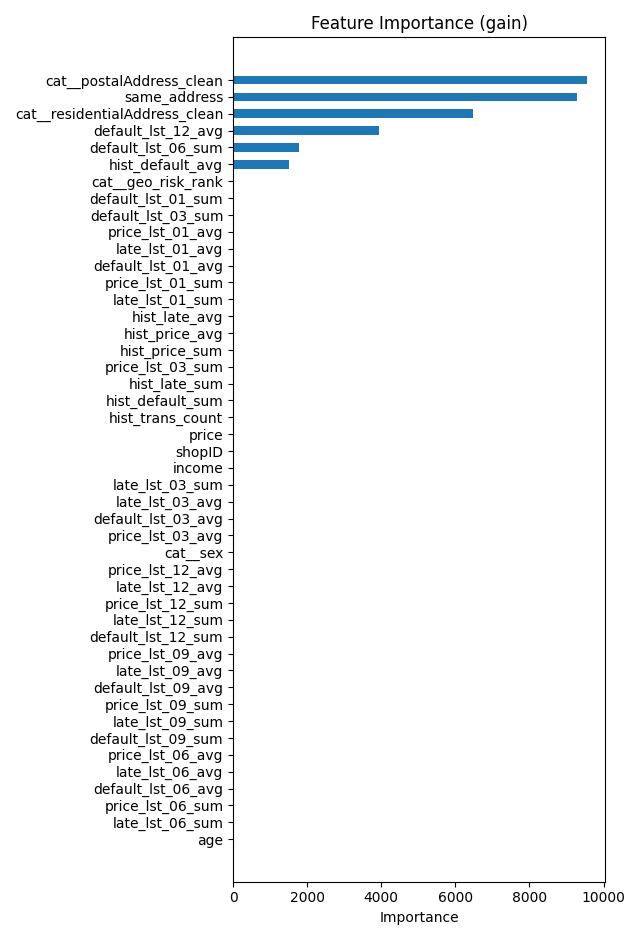 Feature Importance (gain)
cat__postalAddress_clean
same_address
cat__residentialAddress_clean
default_lst_12_avg
default_lst_06_sum
hist_default_avg
cat__geo_risk_rank
default_lst_01_sum
default_lst_03_sum
price_lst_01_avg
late_lst_01_avg
default_lst_01_avg
price_lst_01_sum
late_lst_01_sum
hist_late_avg
hist_price_avg
hist_price_sum
price_lst_03_sum
hist_late_sum
hist_default_sum
hist_trans_count
price
shopID
income
late_lst_03_sum
late_lst_03_avg
default_lst_03_avg
price_lst_03_avg
cat__sex
price_lst_12_avg
late_lst_12_avg
price_lst_12_sum
late_lst_12_sum
default_lst_12_sum
price_lst_09_avg
late_lst_09_avg
default_lst_09_avg
price_lst_09_sum
late_lst_09_sum
default_lst_09_sum
price_lst_06_avg
late_lst_06_avg
default_lst_06_avg
price_lst_06_sum
late_lst_06_sum
age
0 2000 4000 6000 8000 10000
Importance